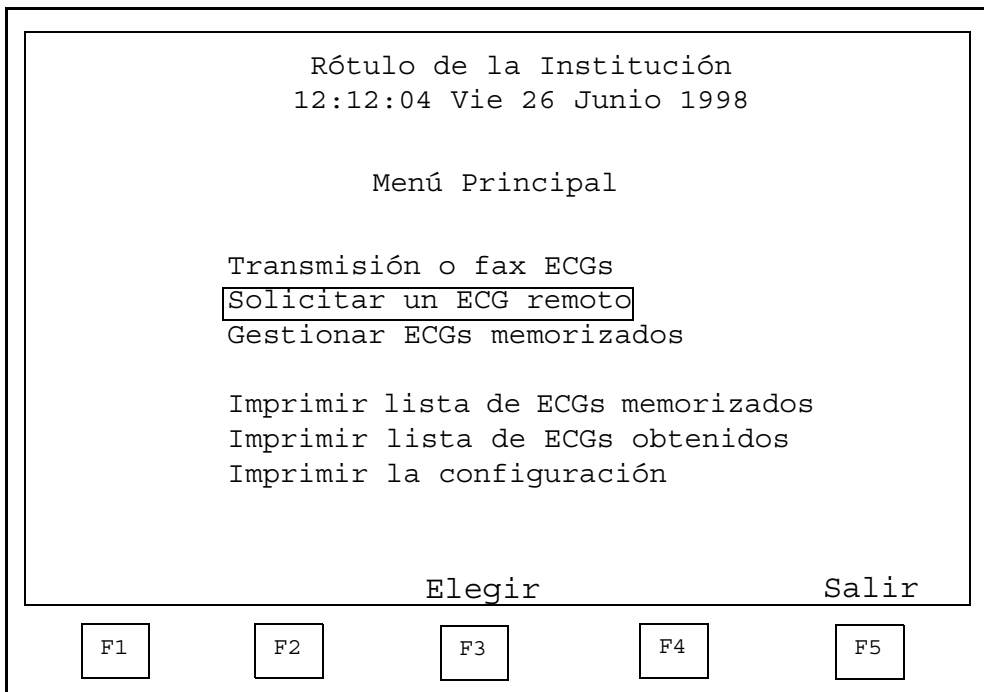 Rótulo de la Institución
12:12:04 Vie 26 Junio 1998
Menú Principal
Transmisión o fax ECGs
Solicitar un ECG remoto
Gestionar ECGs memorizados
Imprimir lista de ECGs memorizados
Imprimir lista de ECGs obtenidos
Imprimir la configuración
Elegir Salir
F1 F2 F3 F4 F5